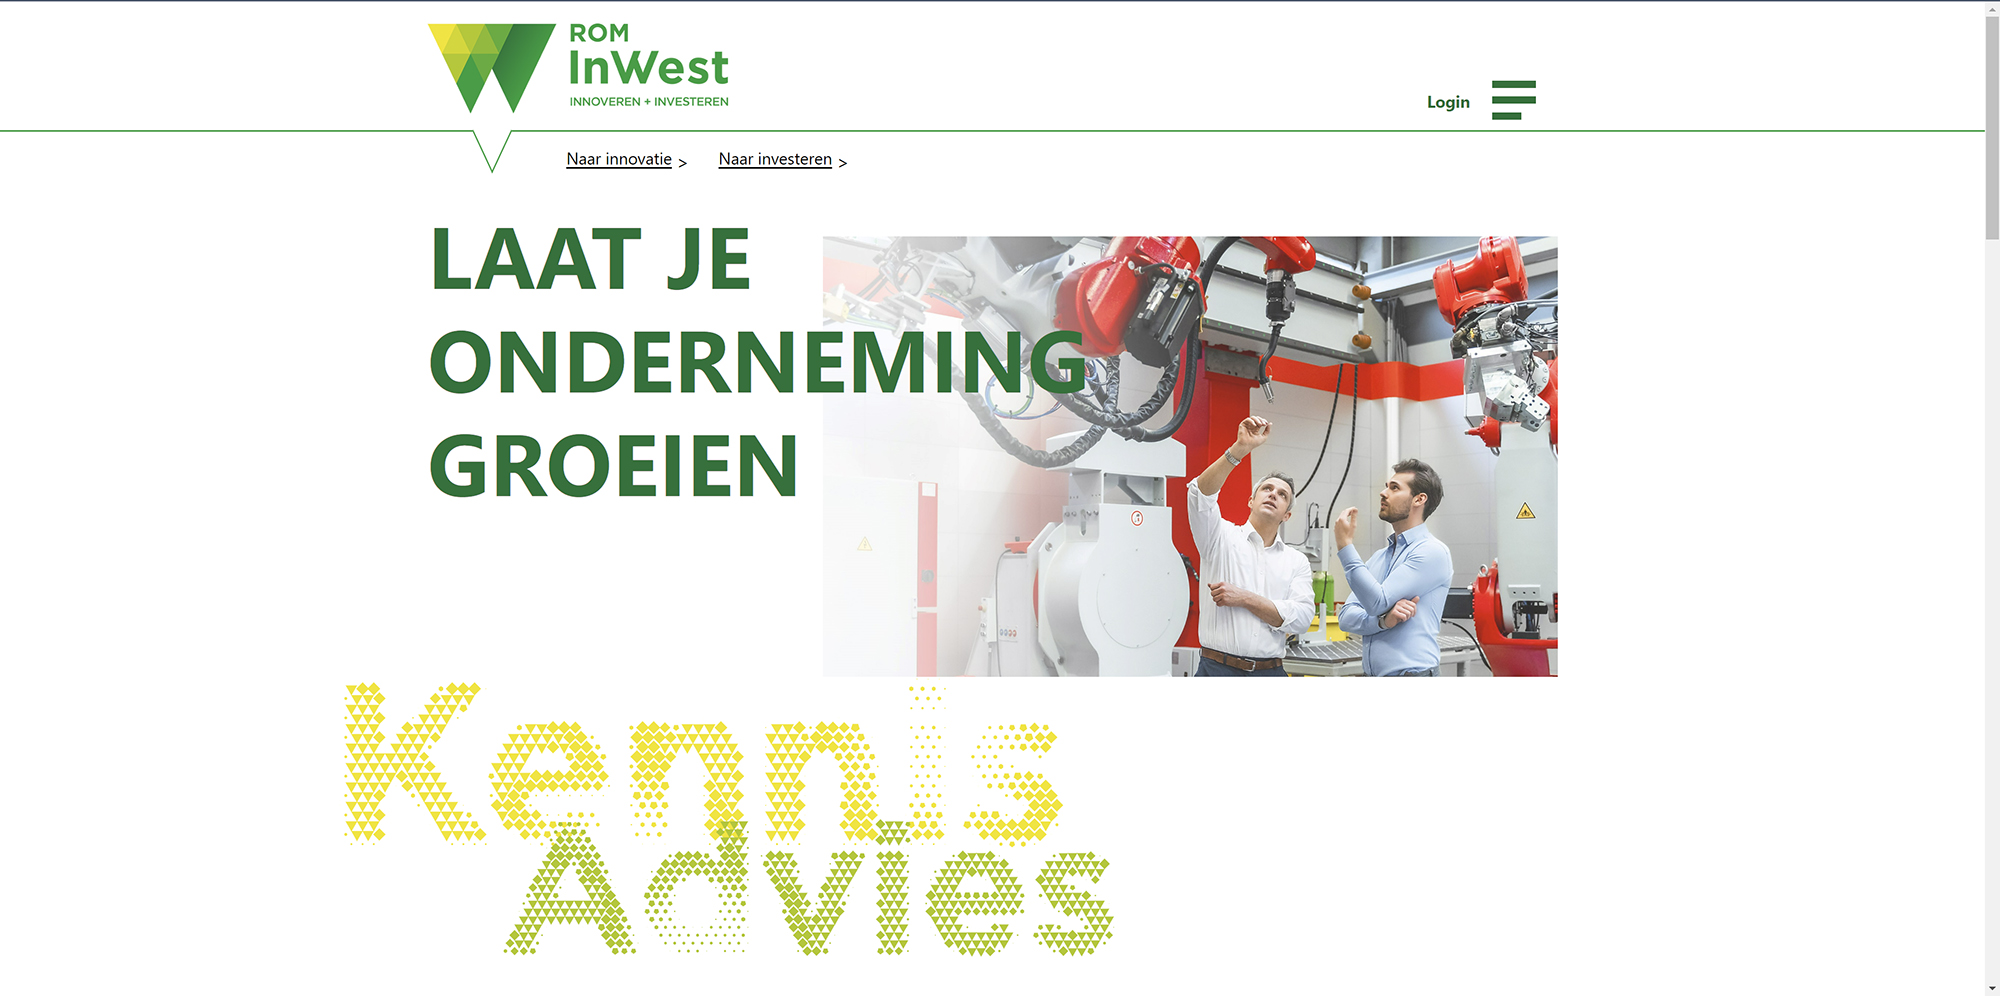 ROM
InWest
INNOVEREN + INVESTEREN
Login
Naar innovatie >
Naar investeren >
LAAT JE
ONDERNEMING
GROEIEN
Kennis
Advies